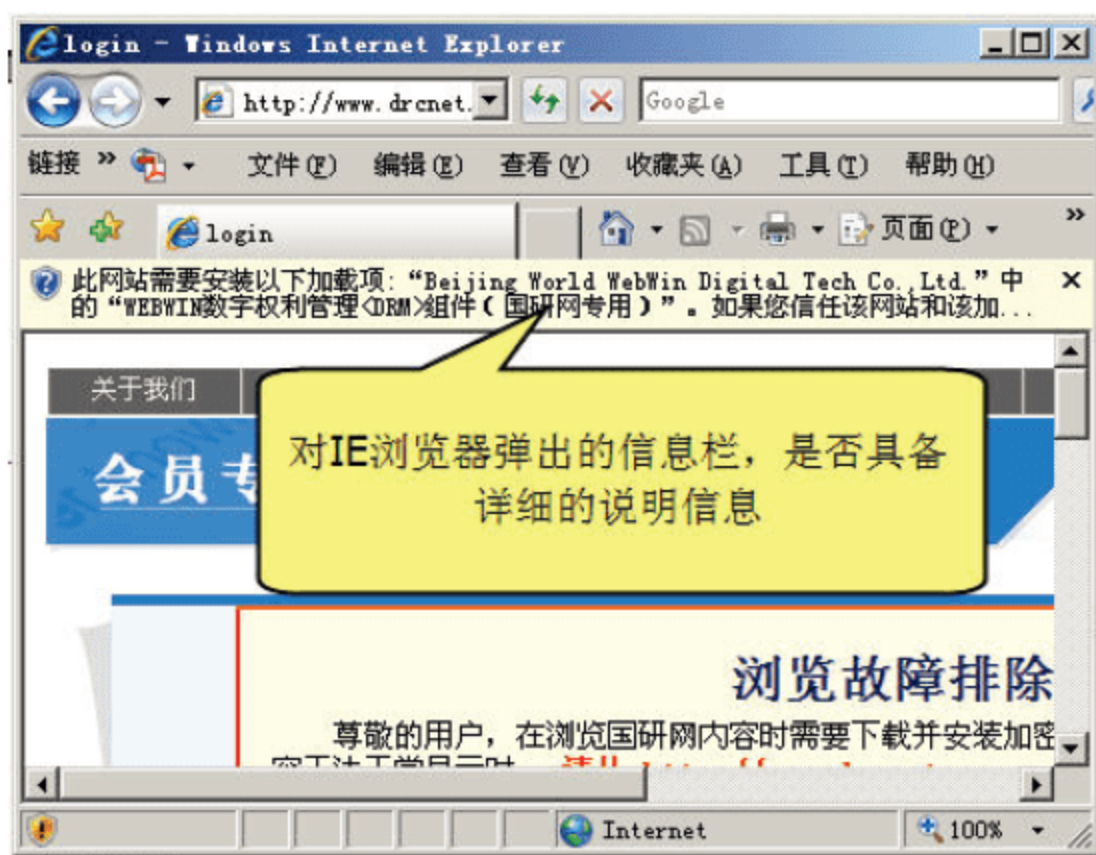 login - Windows Internet Explorer
http://www.drcnet.
Google
链接 » 文件(F) 编辑(E) 查看(V) 收藏夹(A) 工具(T) 帮助(H)
login
页面(P) »
此网站需要安装以下加载项:“Beijing World WebWin Digital Tech Co.,Ltd.”中
的“WEBWIN数字权利管理<DRM>组件(国研网专用)”。如果您信任该网站和该加...
关于我们
对IE浏览器弹出的信息栏，是否具备
详细的说明信息
会员专
浏览故障排除
尊敬的用户，在浏览国研网内容时需要下载并安装加密
Internet
100%